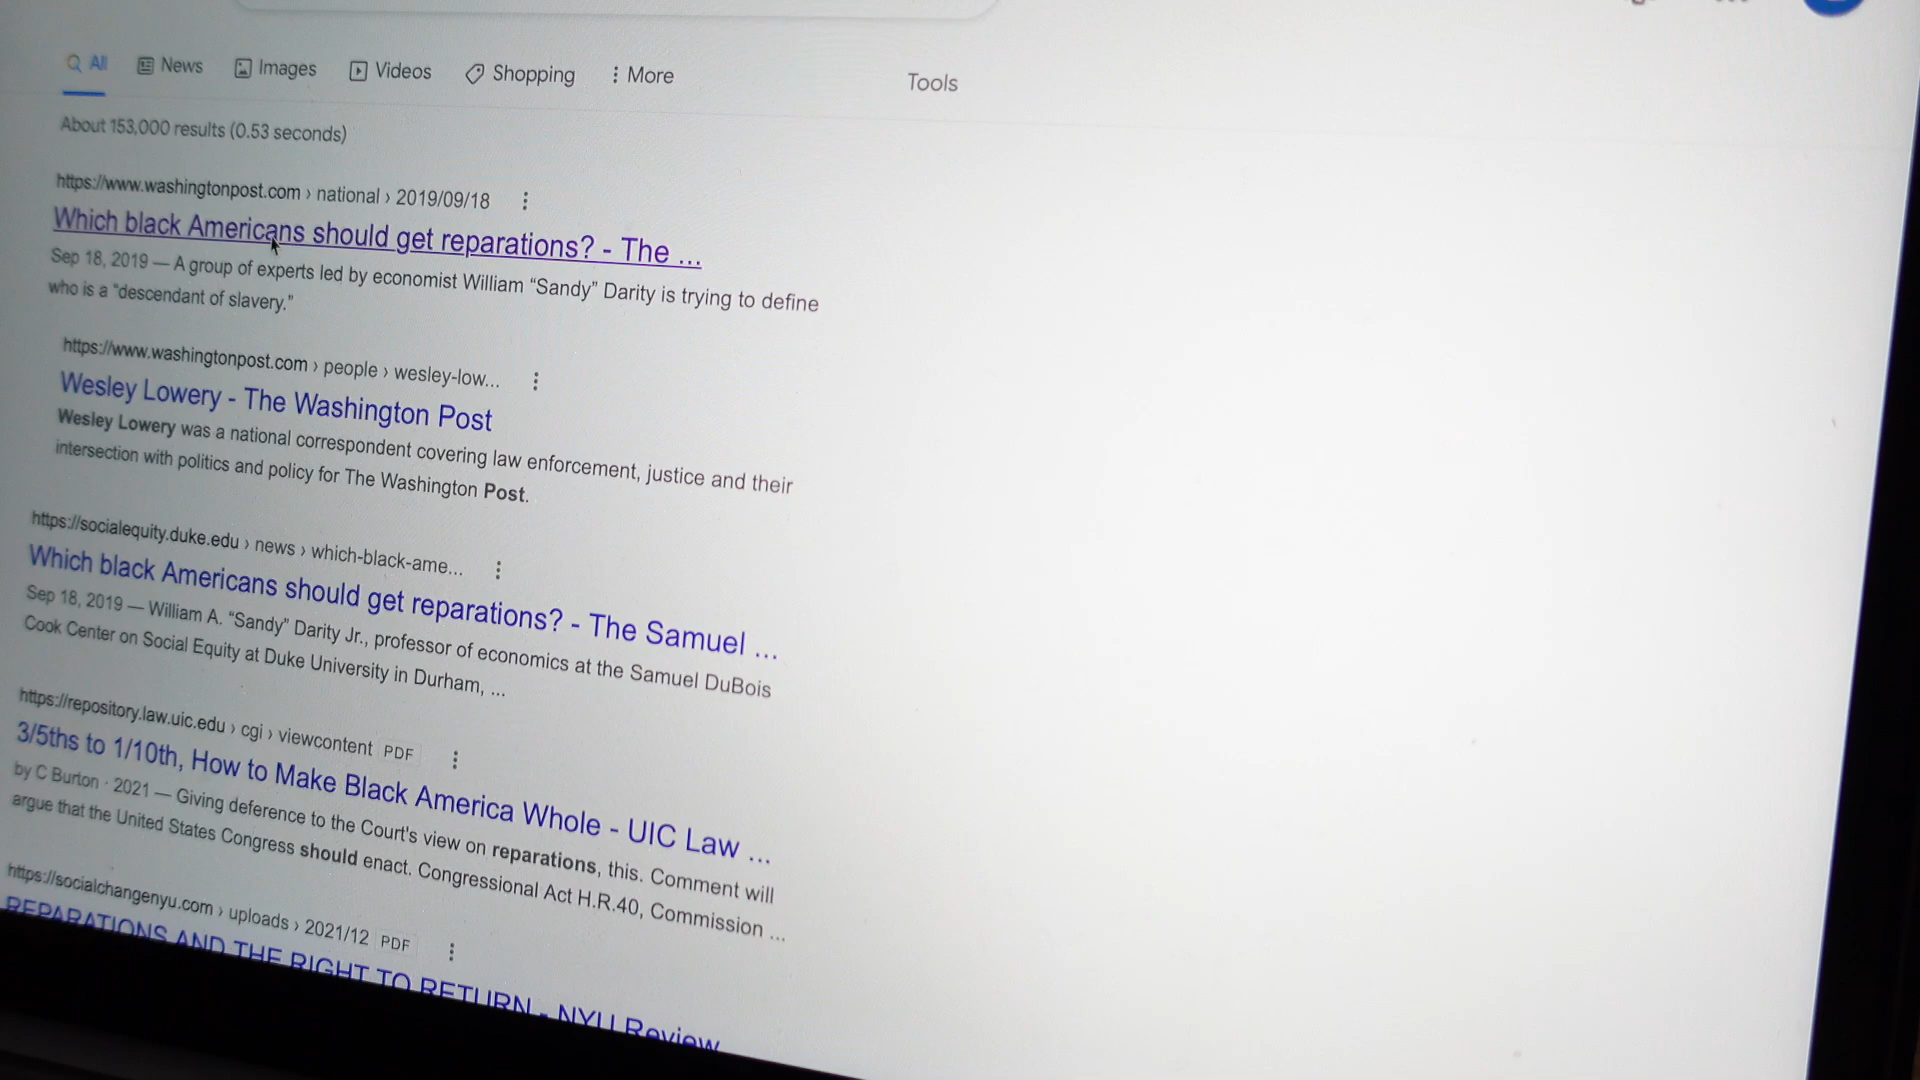 All News Images Videos Shopping More Tools
About 153,000 results (0.53 seconds)
https://www.washingtonpost.com › national › 2019/09/18
Which black Americans should get reparations? - The ...
Sep 18, 2019 — A group of experts led by economist William “Sandy” Darity is trying to define
who is a “descendant of slavery.”
https://www.washingtonpost.com › people › wesley-low...
Wesley Lowery - The Washington Post
Wesley Lowery was a national correspondent covering law enforcement, justice and their
intersection with politics and policy for The Washington Post.
https://socialequity.duke.edu › news › which-black-ame...
Which black Americans should get reparations? - The Samuel ...
Sep 18, 2019 — William A. “Sandy” Darity Jr., professor of economics at the Samuel DuBois
Cook Center on Social Equity at Duke University in Durham, ...
https://repository.law.uic.edu › cgi › viewcontent PDF
3/5ths to 1/10th, How to Make Black America Whole - UIC Law ...
by C Burton · 2021 — Giving deference to the Court's view on reparations, this. Comment will
argue that the United States Congress should enact. Congressional Act H.R.40, Commission ...
https://socialchangenyu.com › uploads › 2021/12 PDF
REPARATIONS AND THE RIGHT TO RETURN - NYU Review